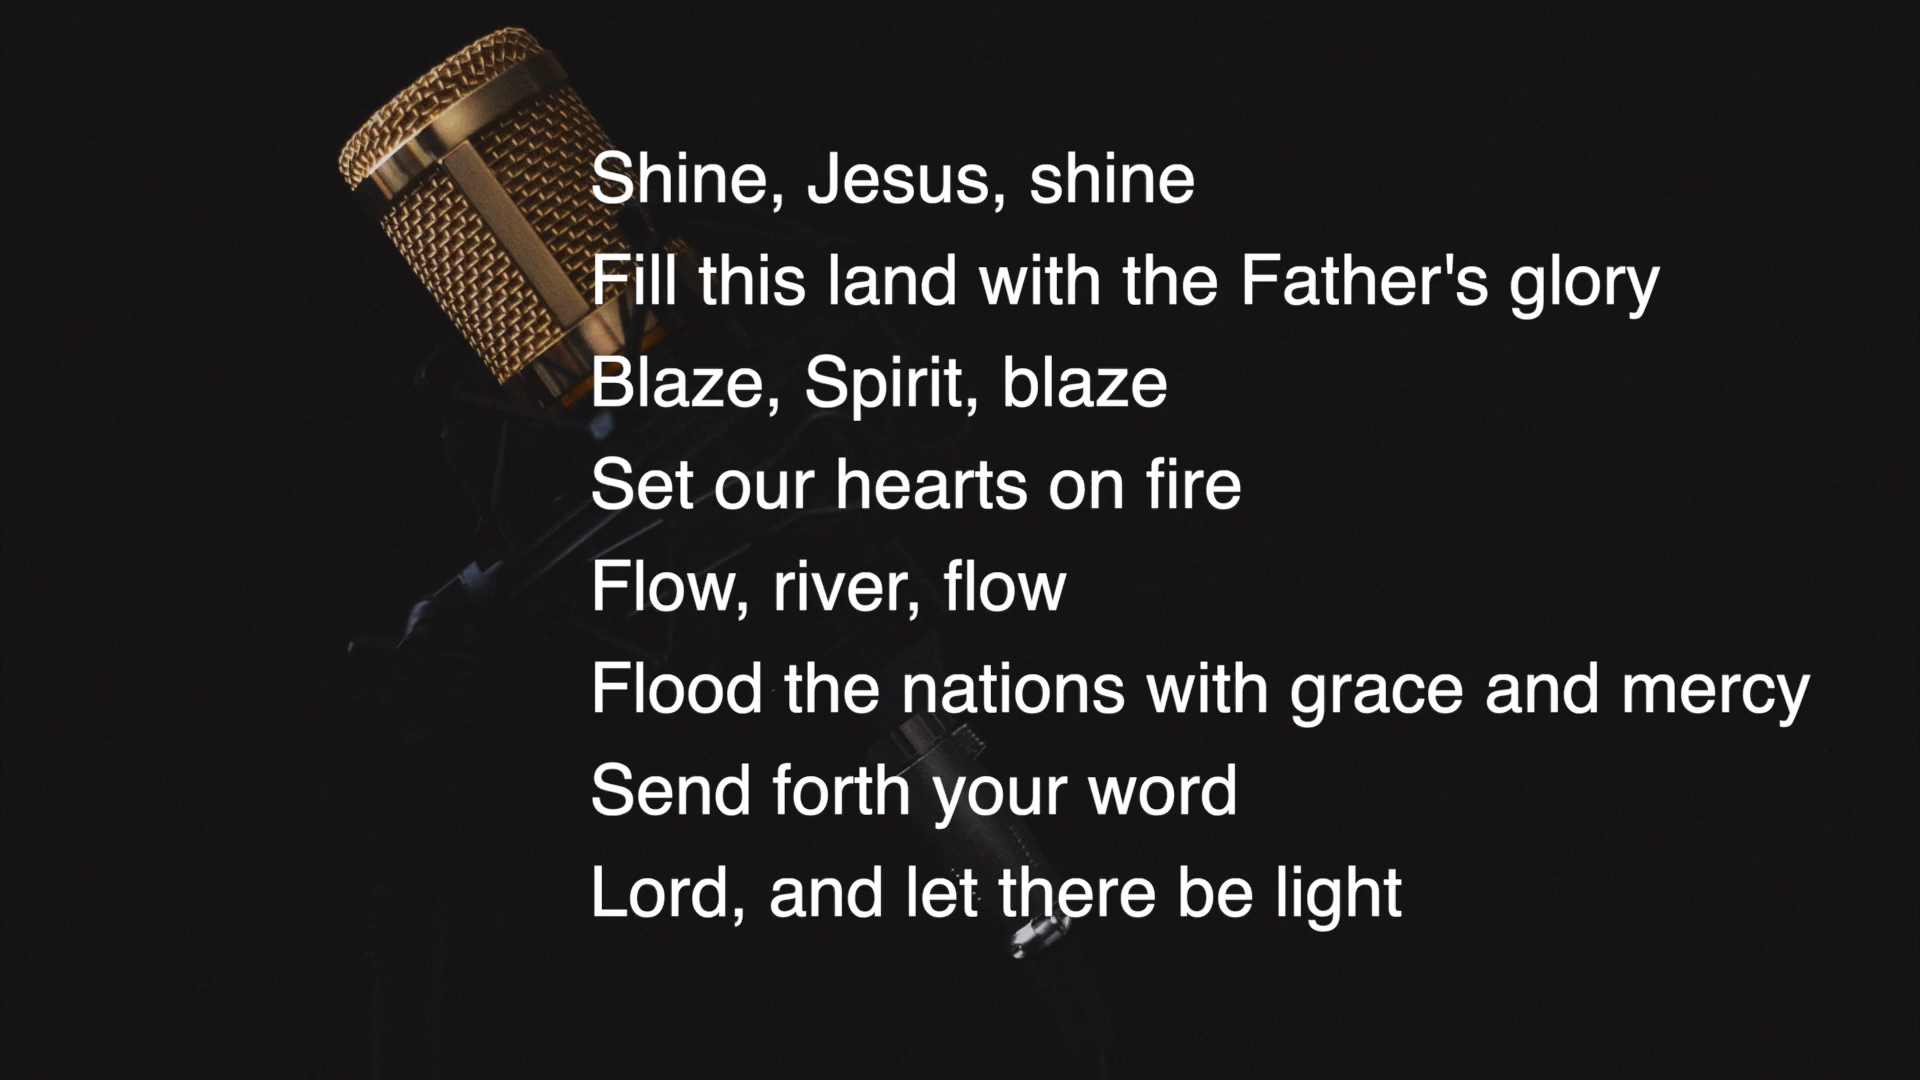 Shine, Jesus, shine
Fill this land with the Father's glory
Blaze, Spirit, blaze
Set our hearts on fire
Flow, river, flow
Flood the nations with grace and mercy
Send forth your word
Lord, and let there be light